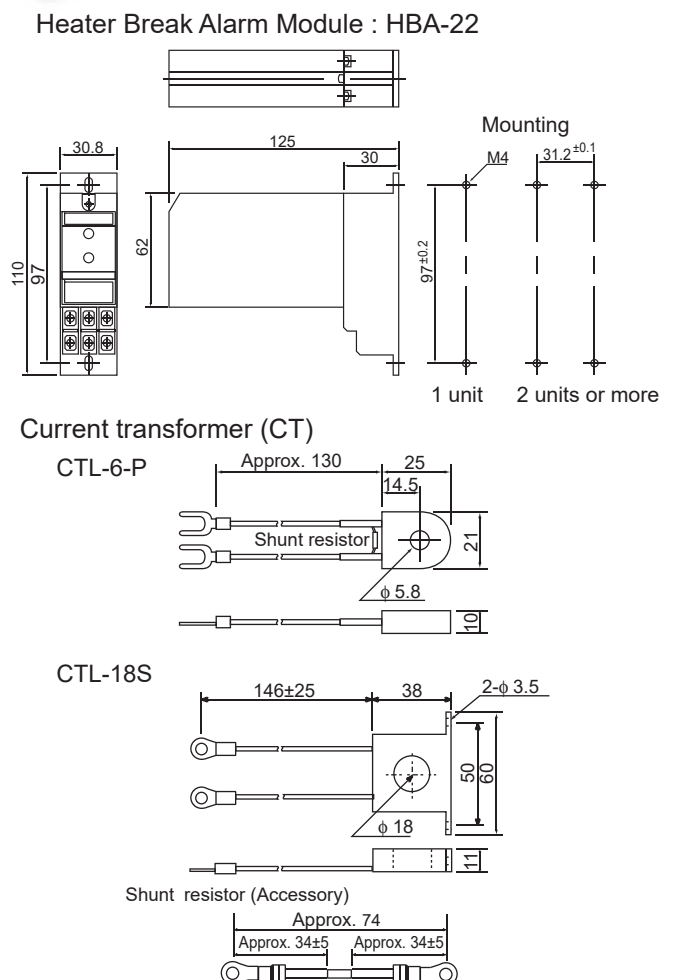 Heater Break Alarm Module : HBA-22
Mounting
30.8
125
30
M4
31.2±0.1
110
97
62
97±0.2
1 unit
2 units or more
Current transformer (CT)
CTL-6-P
Approx. 130
25
14.5
Shunt resistor
21
ϕ 5.8
10
CTL-18S
146±25
38
2-ϕ 3.5
50
60
ϕ 18
11
Shunt resistor (Accessory)
Approx. 74
Approx. 34±5
Approx. 34±5